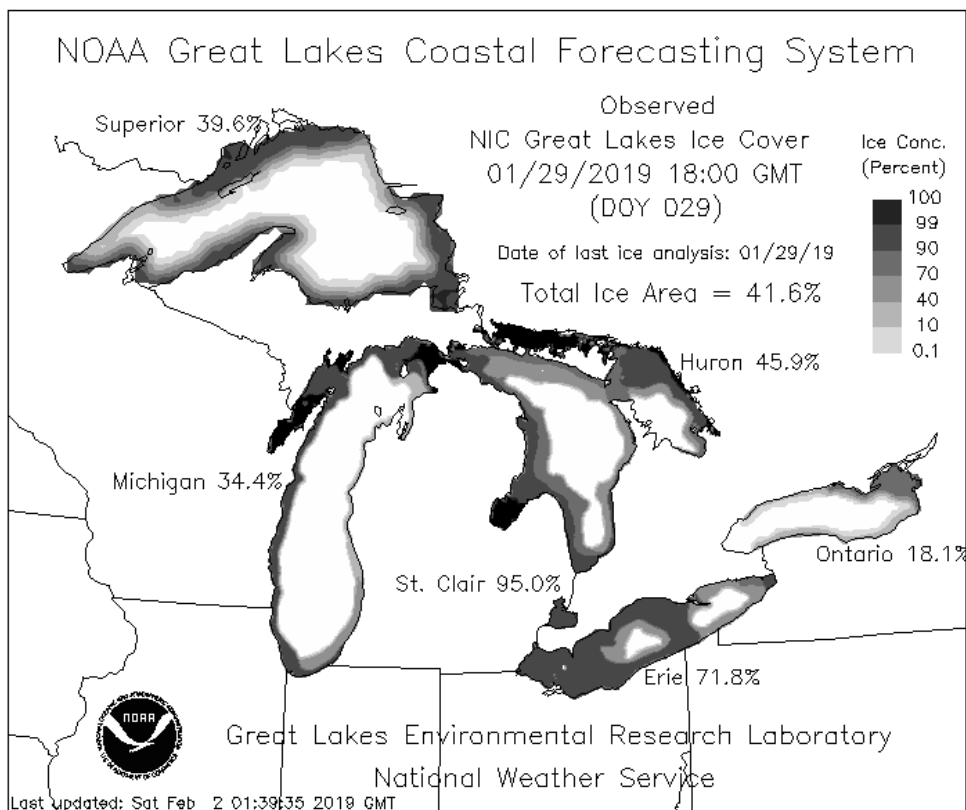 NOAA Great Lakes Coastal Forecasting System
Superior 39.6%
Observed
NIC Great Lakes Ice Cover
01/29/2019 18:00 GMT
(DOY 029)
Date of last ice analysis: 01/29/19
Total Ice Area = 41.6%
Ice Conc.
(Percent)
100
99
90
70
40
10
0.1
Huron 45.9%
Michigan 34.4%
Ontario 18.1%
St. Clair 95.0%
Erie 71.8%
NOAA
Great Lakes Environmental Research Laboratory
National Weather Service
Last updated: Sat Feb 2 01:39:35 2019 GMT